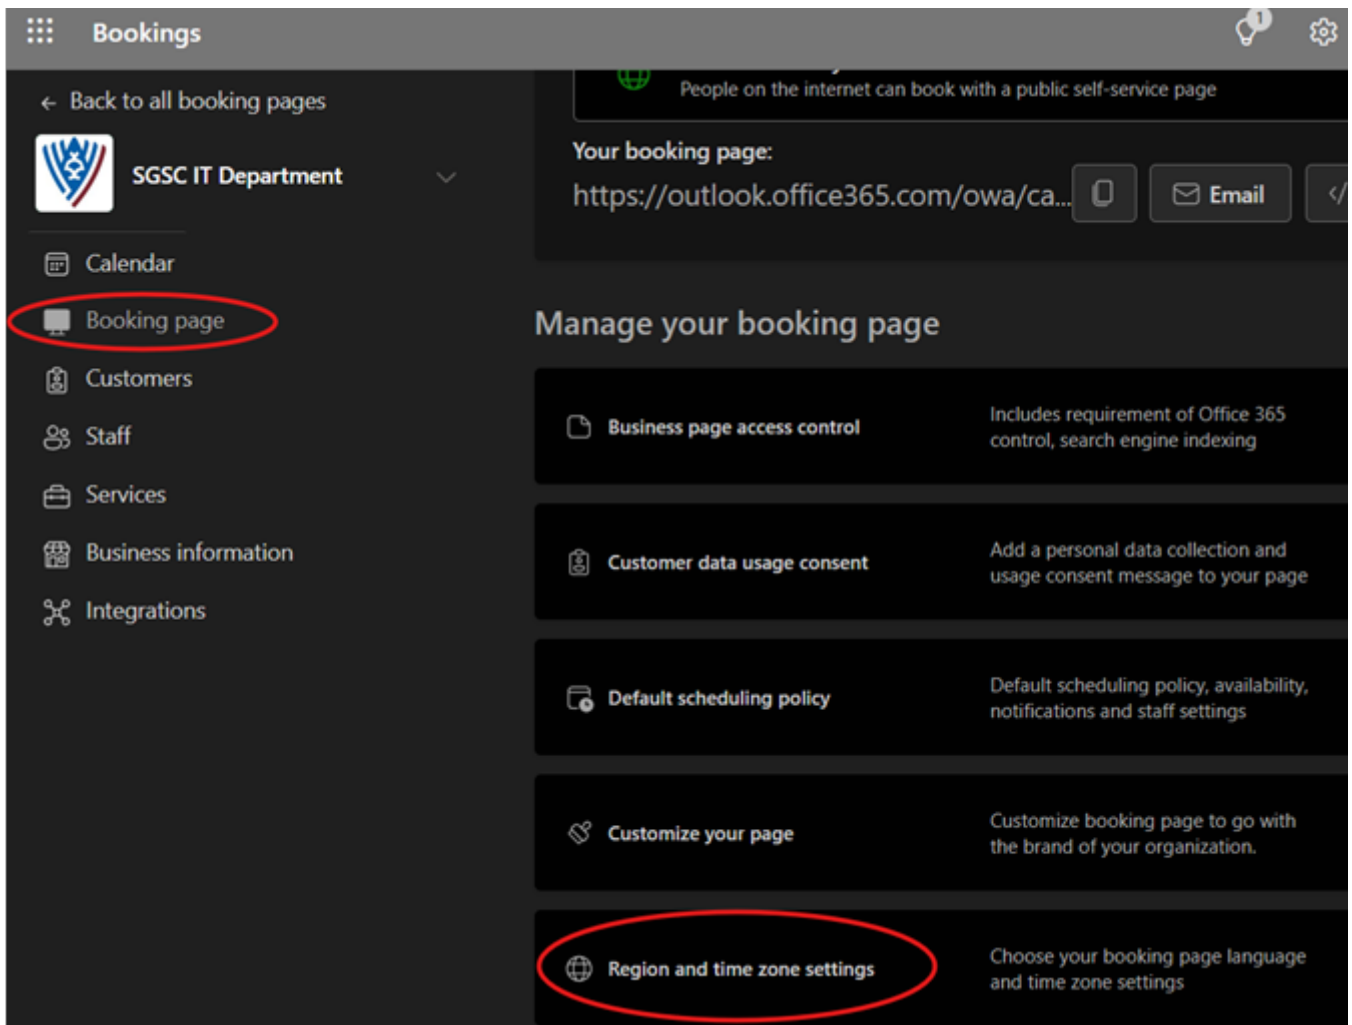 Bookings
1
Back to all booking pages
SGSC IT Department
Calendar
Booking page
Customers
Staff
Services
Business information
Integrations
People on the internet can book with a public self-service page
Your booking page:
https://outlook.office365.com/owa/ca...
Email
Manage your booking page
Business page access control
Includes requirement of Office 365
control, search engine indexing
Customer data usage consent
Add a personal data collection and
usage consent message to your page
Default scheduling policy
Default scheduling policy, availability,
notifications and staff settings
Customize your page
Customize booking page to go with
the brand of your organization.
Region and time zone settings
Choose your booking page language
and time zone settings